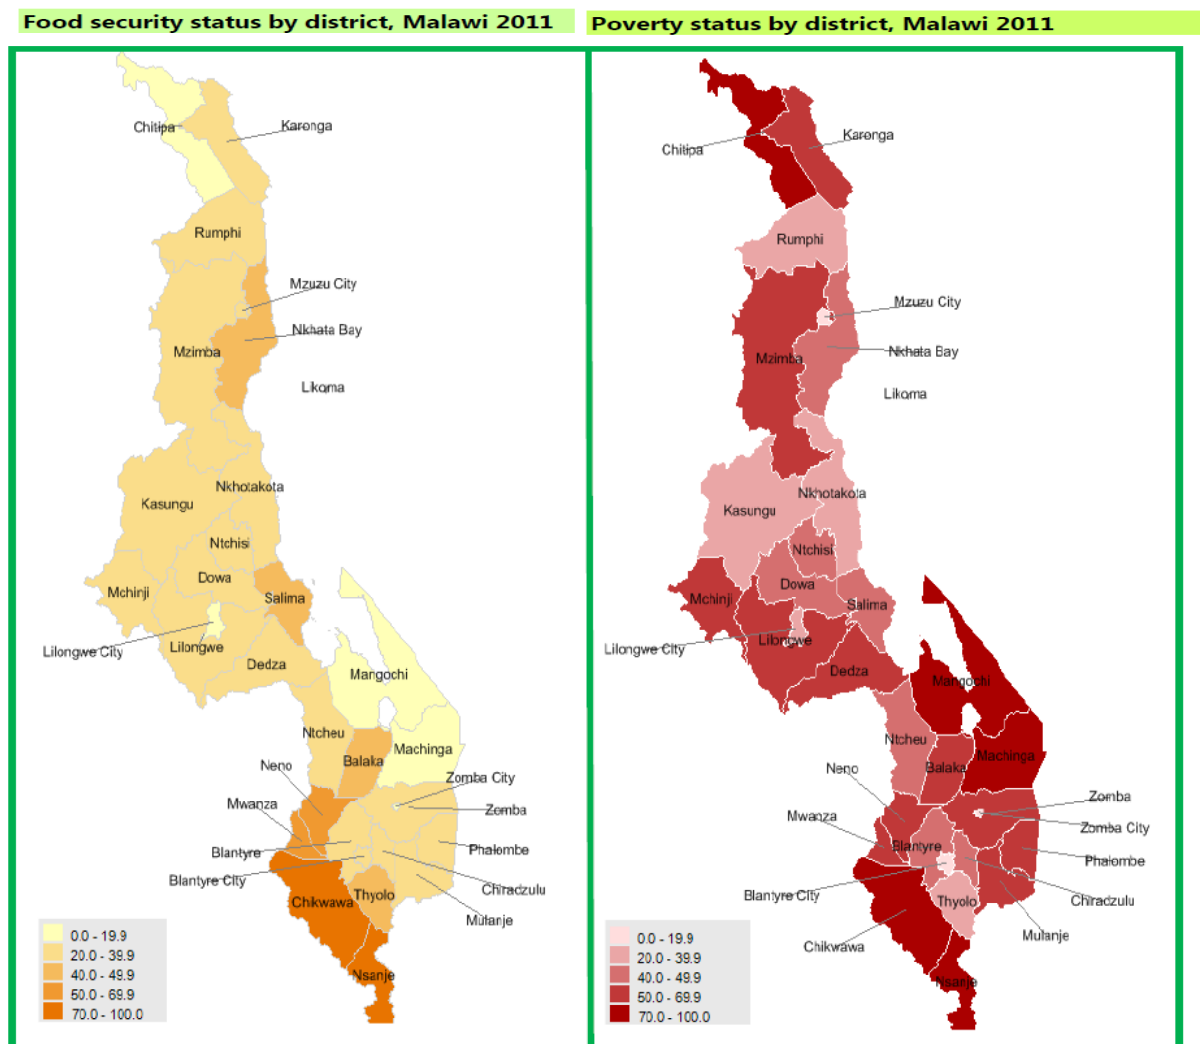 Food security status by district, Malawi 2011
Chitipa
Karonga
Rumphi
Mzuzu City
Nkhata Bay
Mzimba
Likoma
Nkhotakota
Kasungu
Ntchisi
Dowa
Mchinji
Salima
Lilongwe City
Lilongwe
Dedza
Mangochi
Ntcheu
Machinga
Balaka
Neno
Zomba City
Mwanza
Zomba
Blantyre
Phalombe
Blantyre City
Chiradzulu
Thyolo
Chikwawa
Mulanje
Nsanje
0.0 - 19.9
20.0 - 39.9
40.0 - 49.9
50.0 - 69.9
70.0 - 100.0
Poverty status by district, Malawi 2011
Karonga
Chitipa
Rumphi
Mzuzu City
Nkhata Bay
Mzimba
Likoma
Nkhotakota
Kasungu
Ntchisi
Dowa
Mchinji
Salima
Lilongwe
Lilongwe City
Dedza
Mangochi
Ntcheu
Machinga
Balaka
Neno
Zomba
Mwanza
Zomba City
Blantyre
Phalombe
Blantyre City
Thyolo
Chiradzulu
Mulanje
Chikwawa
Nsanje
0.0 - 19.9
20.0 - 39.9
40.0 - 49.9
50.0 - 69.9
70.0 - 100.0